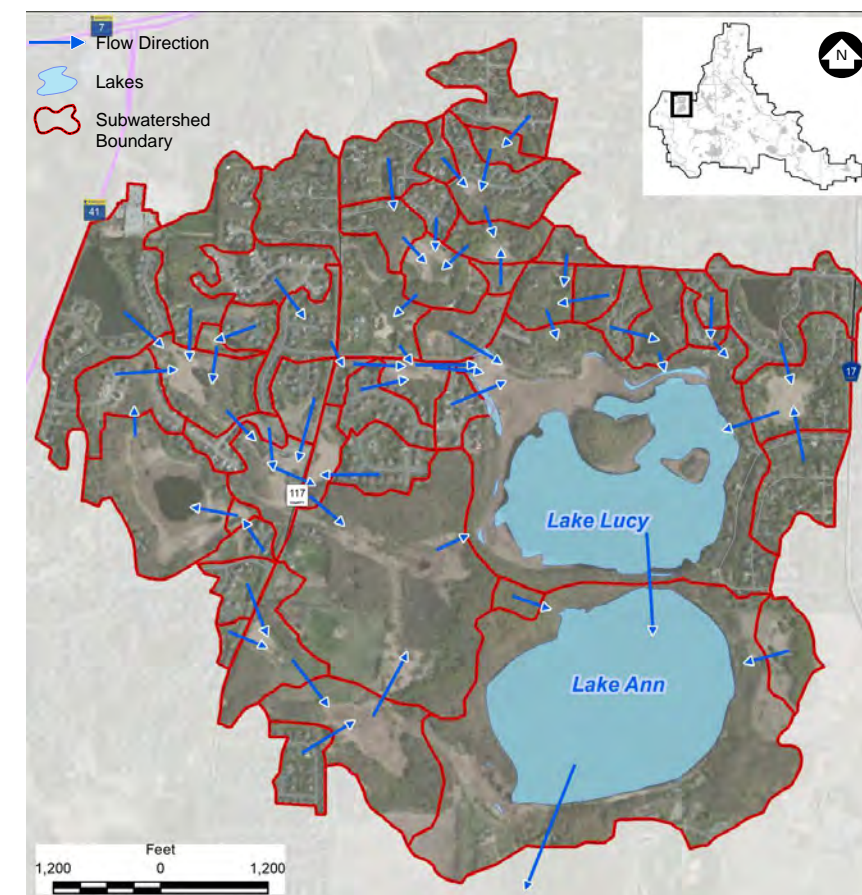 7
Flow Direction
Lakes
Subwatershed
Boundary
N
41
17
117
Lake Lucy
Lake Ann
Feet
1,200 0 1,200